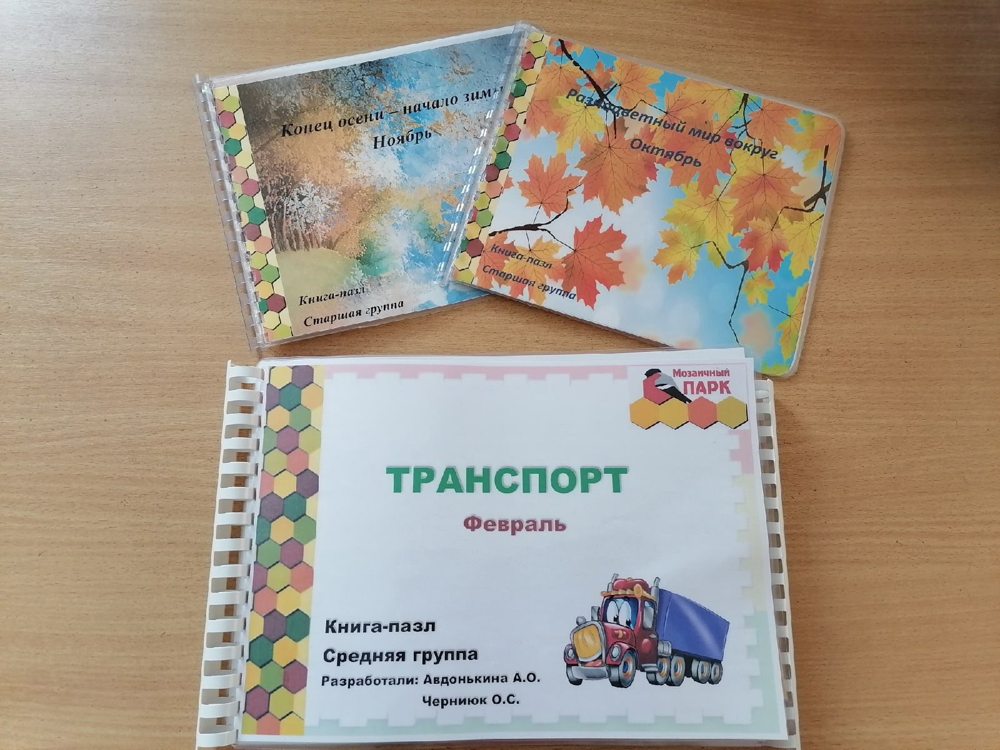 Конец осени – начало зимы
Ноябрь
Книга-пазл
Старшая группа
Разноцветный мир вокруг
Октябрь
Книга-пазл
Старшая группа
Мозаичный
ПАРК
ТРАНСПОРТ
Февраль
Книга-пазл
Средняя группа
Разработали: Авдонькина А.О.
Черниюк О.С.